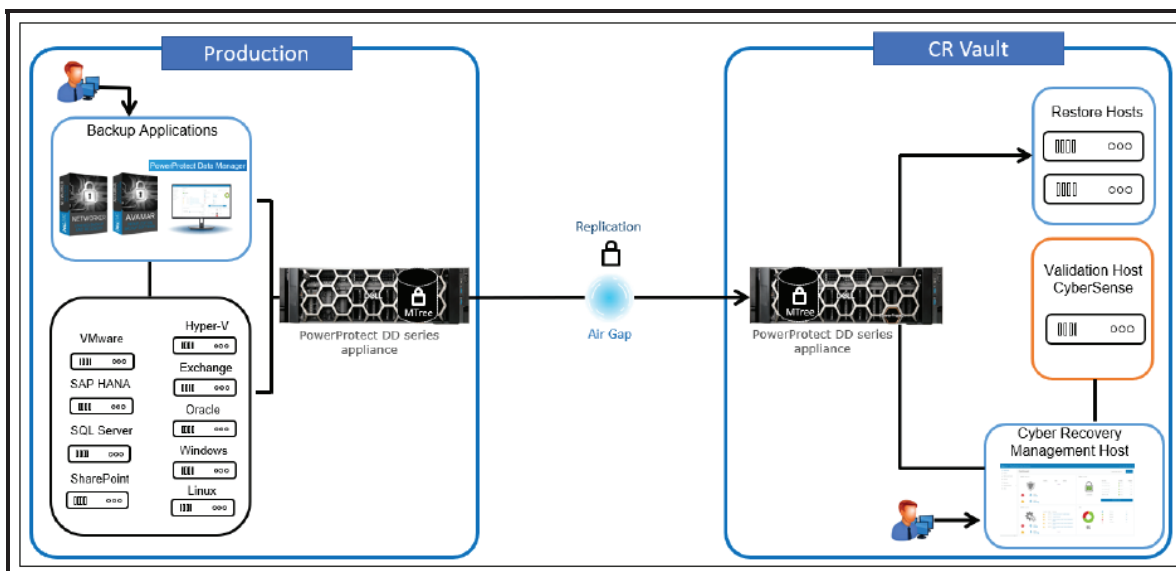 Production
Backup Applications
PowerProtect Data Manager
NETWORKER
AVAMAR
VMware
SAP HANA
SQL Server
SharePoint
Hyper-V
Exchange
Oracle
Windows
Linux
DELL
MTree
PowerProtect DD series
appliance
Replication
Air Gap
CR Vault
MTree
DELL
PowerProtect DD series
appliance
Restore Hosts
Validation Host
CyberSense
Cyber Recovery
Management Host